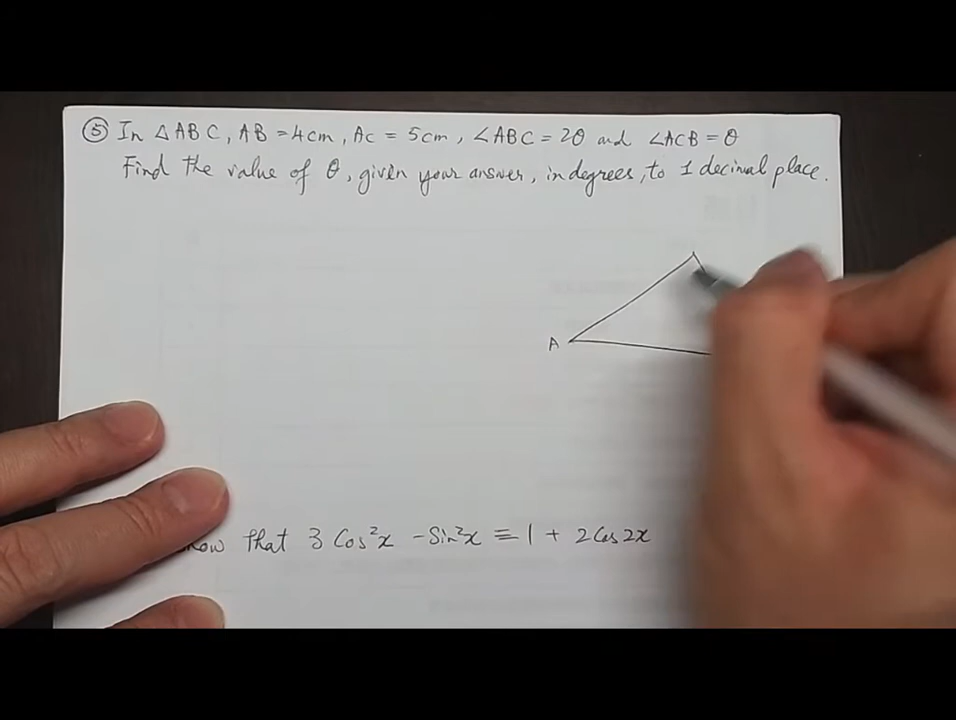 ⑤ In △ABC, AB = 4cm, AC = 5cm, ∠ABC = 2θ and ∠ACB = θ
Find the value of θ, given your answer, in degrees, to 1 decimal place.
A
that 3 Cos²x - Sin²x ≡ 1 + 2Cos2x